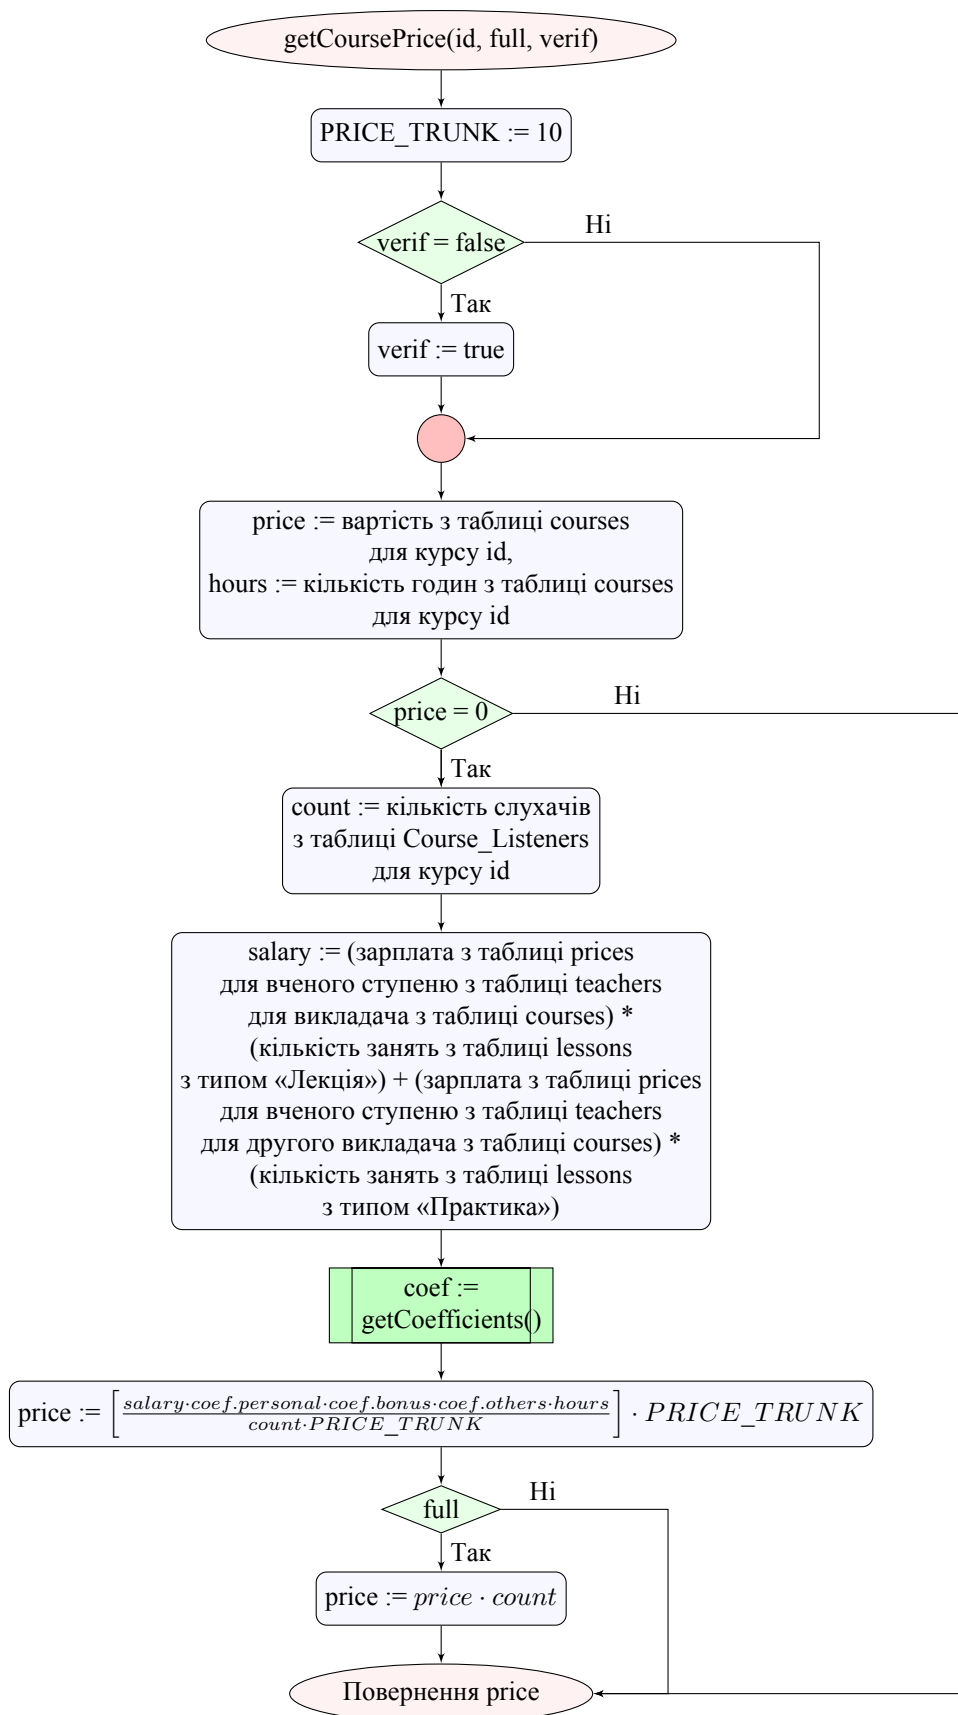 getCoursePrice(id, full, verif)
PRICE_TRUNK := 10
verif = false
Ні
Так
verif := true
price := вартість з таблиці courses
для курсу id,
hours := кількість годин з таблиці courses
для курсу id
price = 0
Ні
Так
count := кількість слухачів
з таблиці Course_Listeners
для курсу id
salary := (зарплата з таблиці prices
для вченого ступеню з таблиці teachers
для викладача з таблиці courses) *
(кількість занять з таблиці lessons
з типом «Лекція») + (зарплата з таблиці prices
для вченого ступеню з таблиці teachers
для другого викладача з таблиці courses) *
(кількість занять з таблиці lessons
з типом «Практика»)
coef :=
getCoefficients()
price := [salary·coef.personal·coef.bonus·coef.others·hours / count·PRICE_TRUNK] · PRICE_TRUNK
full
Ні
Так
price := price · count
Повернення price